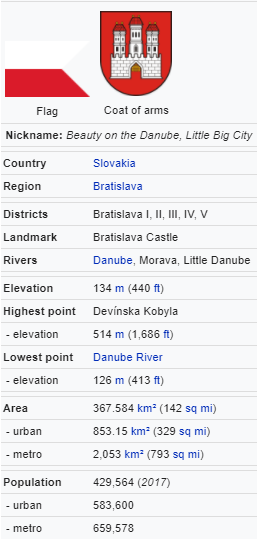 Flag Coat of arms
Nickname: Beauty on the Danube, Little Big City
Country Slovakia
Region Bratislava
Districts Bratislava I, II, III, IV, V
Landmark Bratislava Castle
Rivers Danube, Morava, Little Danube
Elevation 134 m (440 ft)
Highest point Devínska Kobyla
- elevation 514 m (1,686 ft)
Lowest point Danube River
- elevation 126 m (413 ft)
Area 367.584 km² (142 sq mi)
- urban 853.15 km² (329 sq mi)
- metro 2,053 km² (793 sq mi)
Population 429,564 (2017)
- urban 583,600
- metro 659,578